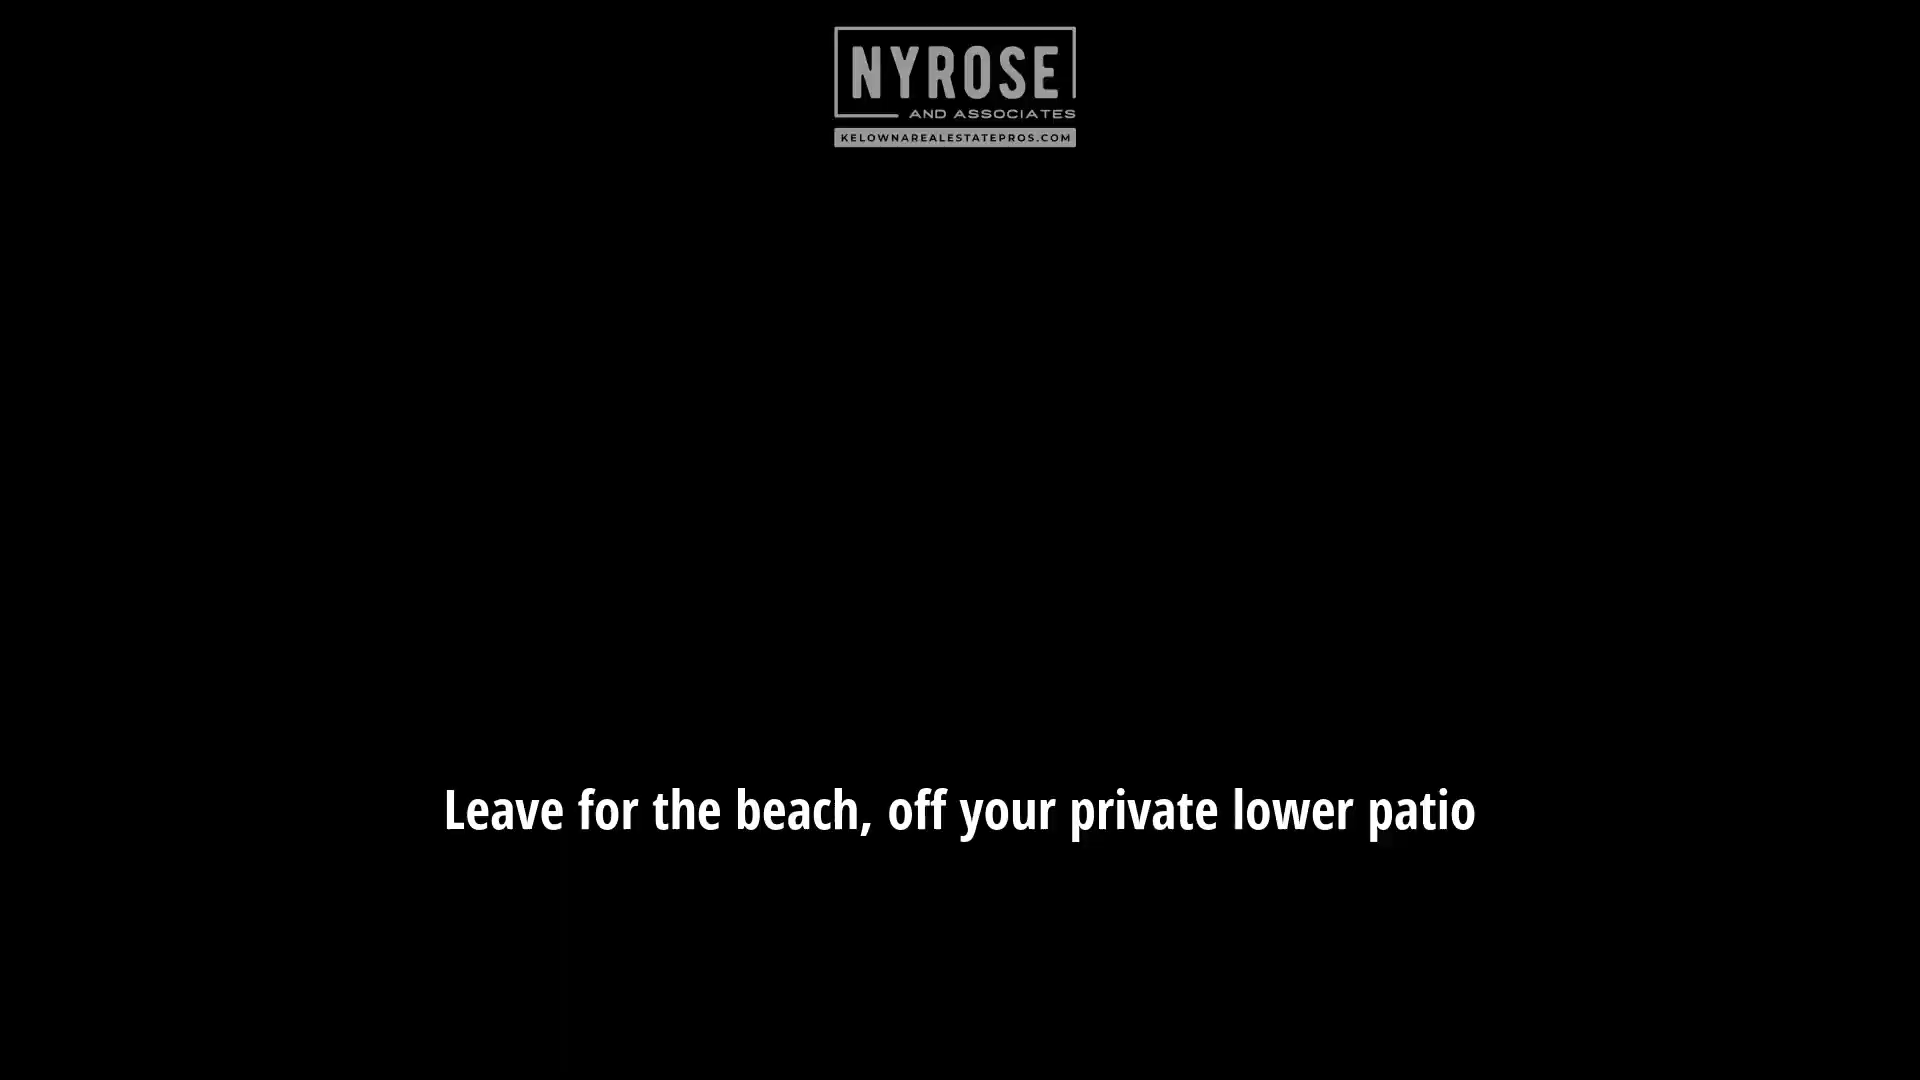 NYROSE
AND ASSOCIATES
KELOWNAREALESTATEPROS.COM
Leave for the beach, off your private lower patio